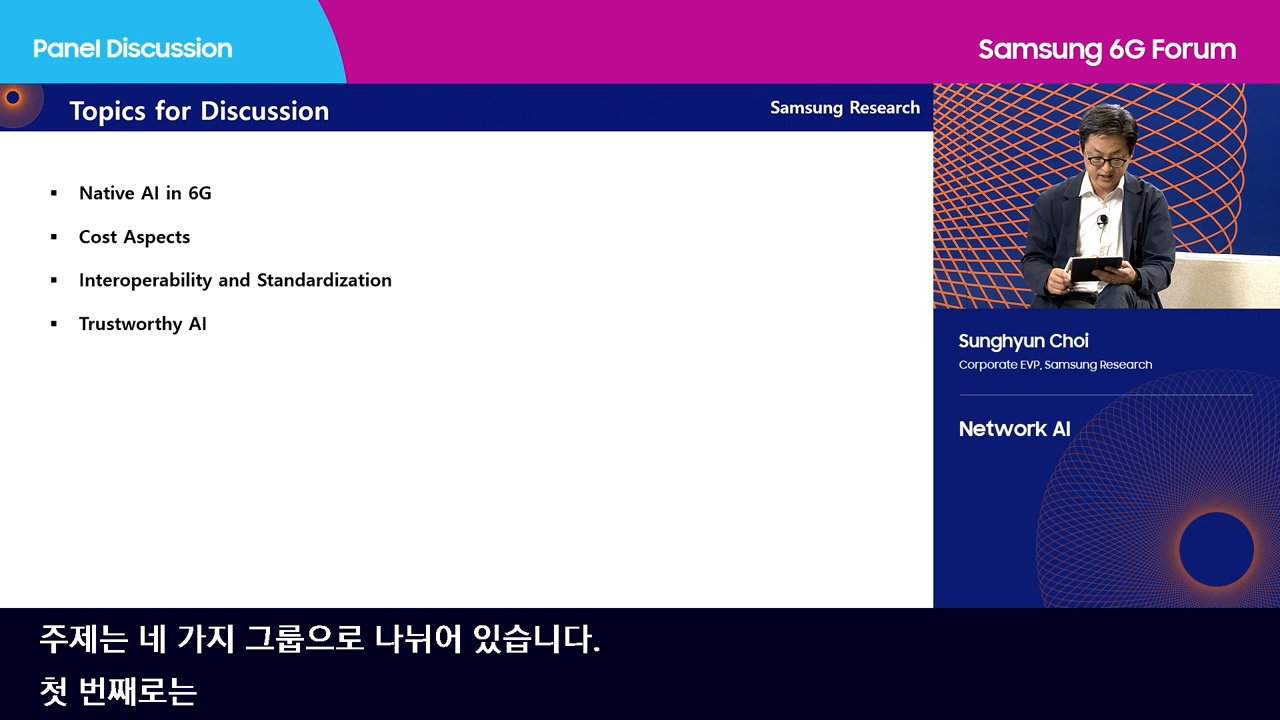 Panel Discussion
Samsung 6G Forum
Topics for Discussion
Samsung Research
▪ Native AI in 6G
▪ Cost Aspects
▪ Interoperability and Standardization
▪ Trustworthy AI
Sunghyun Choi
Corporate EVP, Samsung Research
Network AI
주제는 네 가지 그룹으로 나뉘어 있습니다.
첫 번째로는